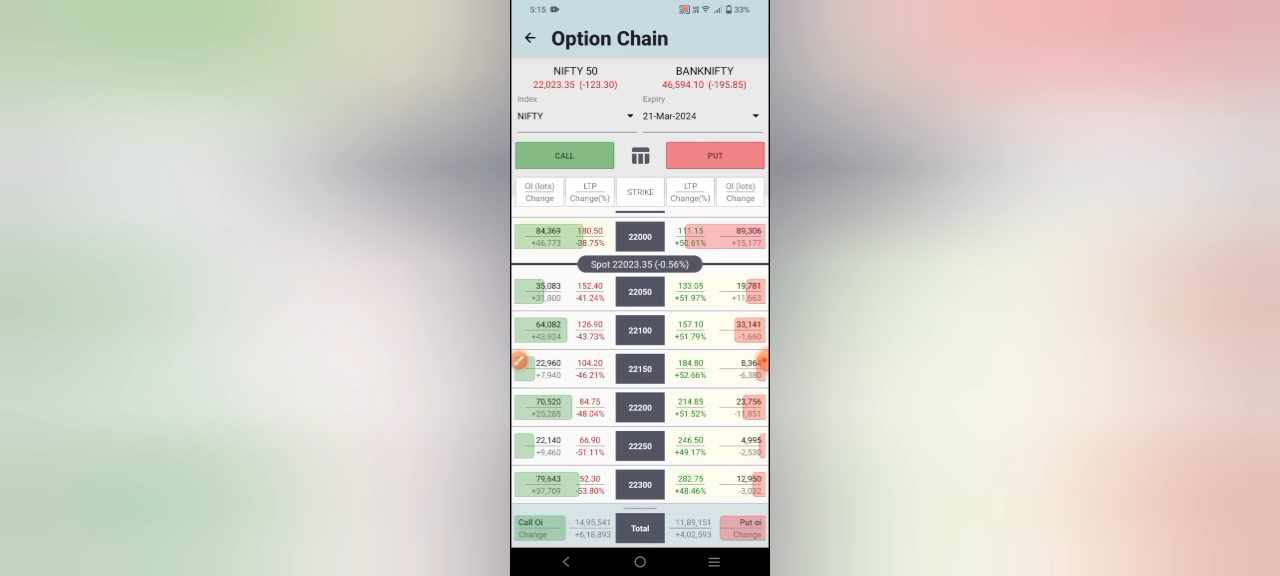 5:15 33%
Option Chain
NIFTY 50 BANKNIFTY
22,023.35 (-123.30) 46,594.10 (-195.85)
Index Expiry
NIFTY 21-Mar-2024
CALL PUT
OI (lots) LTP STRIKE LTP OI (lots)
Change Change(%) Change(%) Change
84,369 180.50 22000 111.15 89,306
+46,773 -38.75% +50.61% +15,177
Spot 22023.35 (-0.56%)
35,083 152.40 22050 133.05 19,781
+31,800 -41.24% +51.97% +11,663
64,082 126.90 22100 157.10 33,141
+43,924 -43.73% +51.79% -1,660
22,960 104.20 22150 184.80 8,364
+7,940 -46.21% +52.66% -6,380
70,520 84.75 22200 214.85 23,756
+25,285 -48.04% +51.52% -11,851
22,140 66.90 22250 246.50 4,995
+9,460 -51.11% +49.17% -2,530
79,643 52.30 22300 282.75 12,950
+37,709 -53.80% +48.46% -3,032
Call Oi 14,95,541 Total 11,89,151 Put oi
Change +6,18,893 +4,02,593 Change